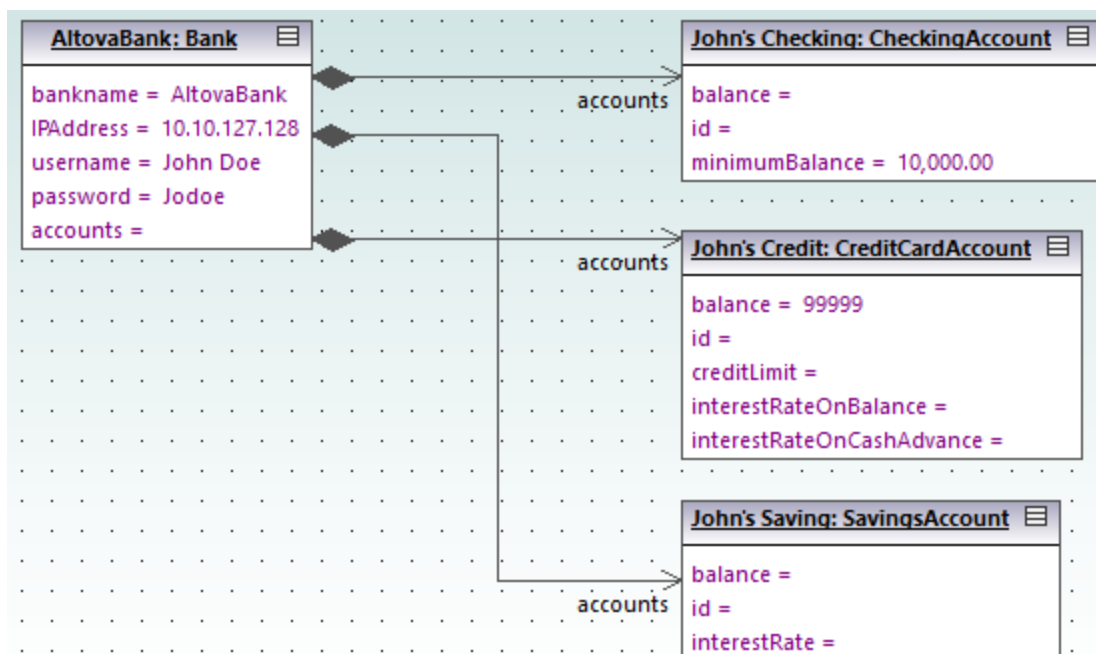 AltovaBank: Bank
bankname = AltovaBank
IPAddress = 10.10.127.128
username = John Doe
password = Jodoe
accounts =
accounts
John's Checking: CheckingAccount
balance =
id =
minimumBalance = 10,000.00
accounts
John's Credit: CreditCardAccount
balance = 99999
id =
creditLimit =
interestRateOnBalance =
interestRateOnCashAdvance =
accounts
John's Saving: SavingsAccount
balance =
id =
interestRate =